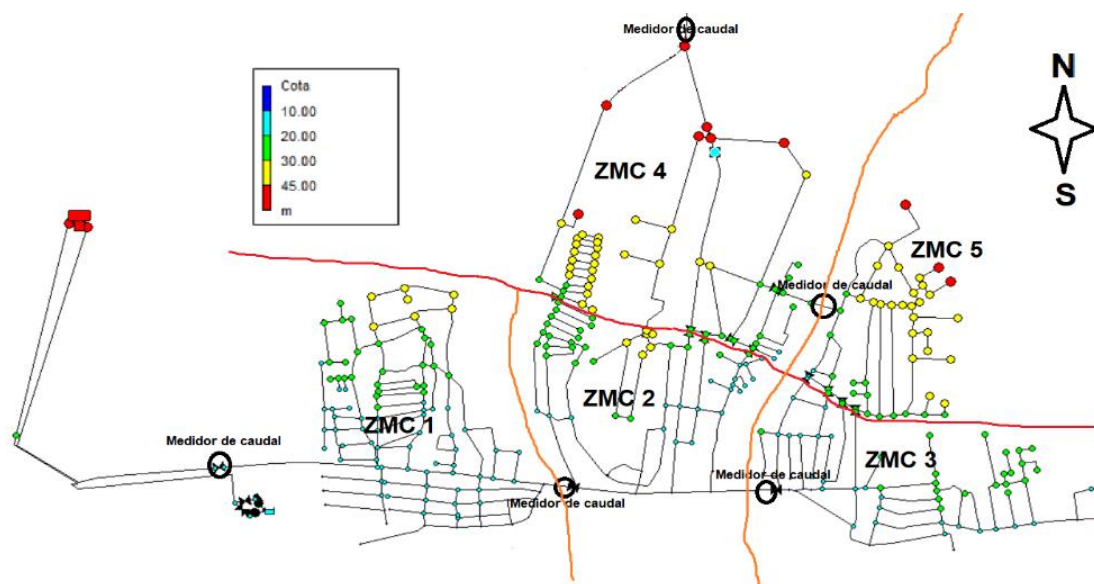 Medidor de caudal
N
S
Cota
10.00
20.00
30.00
45.00
m
ZMC 4
ZMC 5
Medidor de caudal
ZMC 2
ZMC 1
Medidor de caudal
ZMC 3
Medidor de caudal
Medidor de caudal